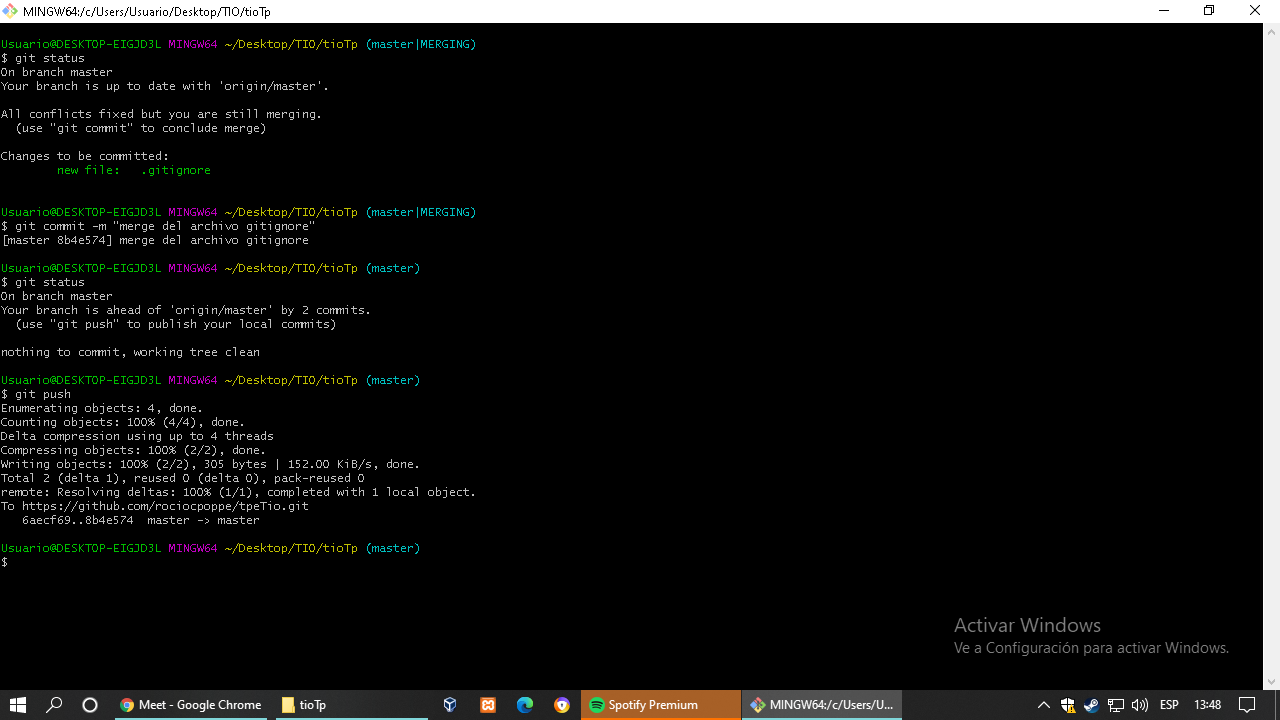 MINGW64:/c/Users/Usuario/Desktop/TIO/tioTp
Usuario@DESKTOP-EIGJD3L MINGW64 ~/Desktop/TIO/tioTp (master|MERGING)
$ git status
On branch master
Your branch is up to date with 'origin/master'.
All conflicts fixed but you are still merging.
(use "git commit" to conclude merge)
Changes to be committed:
new file:   .gitignore
Usuario@DESKTOP-EIGJD3L MINGW64 ~/Desktop/TIO/tioTp (master|MERGING)
$ git commit -m "merge del archivo gitignore"
[master 8b4e574] merge del archivo gitignore
Usuario@DESKTOP-EIGJD3L MINGW64 ~/Desktop/TIO/tioTp (master)
$ git status
On branch master
Your branch is ahead of 'origin/master' by 2 commits.
(use "git push" to publish your local commits)
nothing to commit, working tree clean
Usuario@DESKTOP-EIGJD3L MINGW64 ~/Desktop/TIO/tioTp (master)
$ git push
Enumerating objects: 4, done.
Counting objects: 100% (4/4), done.
Delta compression using up to 4 threads
Compressing objects: 100% (2/2), done.
Writing objects: 100% (2/2), 305 bytes | 152.00 KiB/s, done.
Total 2 (delta 1), reused 0 (delta 0), pack-reused 0
remote: Resolving deltas: 100% (1/1), completed with 1 local object.
To https://github.com/rociocpoppe/tpeTio.git
6aecf69..8b4e574  master -> master
Usuario@DESKTOP-EIGJD3L MINGW64 ~/Desktop/TIO/tioTp (master)
$
Activar Windows
Ve a Configuración para activar Windows.
Meet - Google Chrome
tioTp
Spotify Premium
MINGW64:/c/Users/U...
ESP
13:48